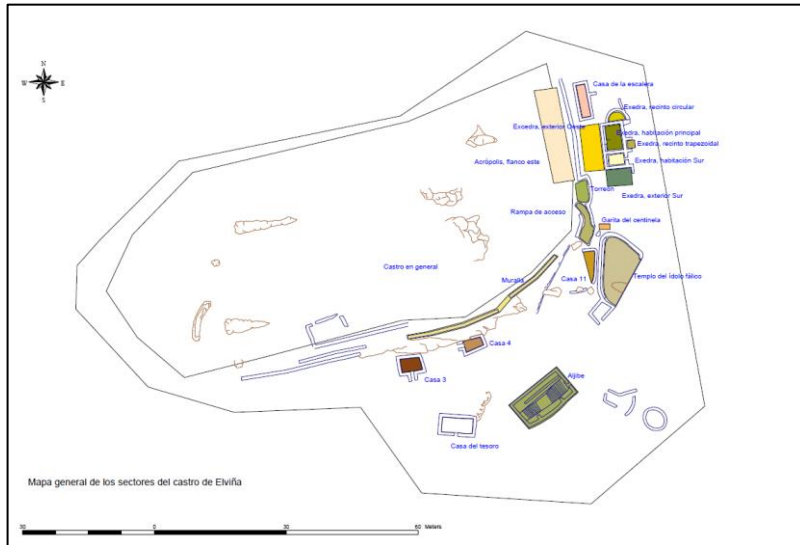 N
W E
S
Casa de la escalera
Exedra, recinto circular
Exoedra, exterior Oeste
Exedra, habitación principal
Exedra, recinto trapezoidal
Acrópolis, flanco este
Exedra, habitación Sur
Torreón
Exedra, exterior Sur
Rampa de acceso
Garita del centinela
Castro en general
Muralla
Casa 11
Templo del ídolo fálico
Casa 4
Casa 3
Aljibe
Casa del tesoro
Mapa general de los sectores del castro de Elviña
30 0 30 60 Meters